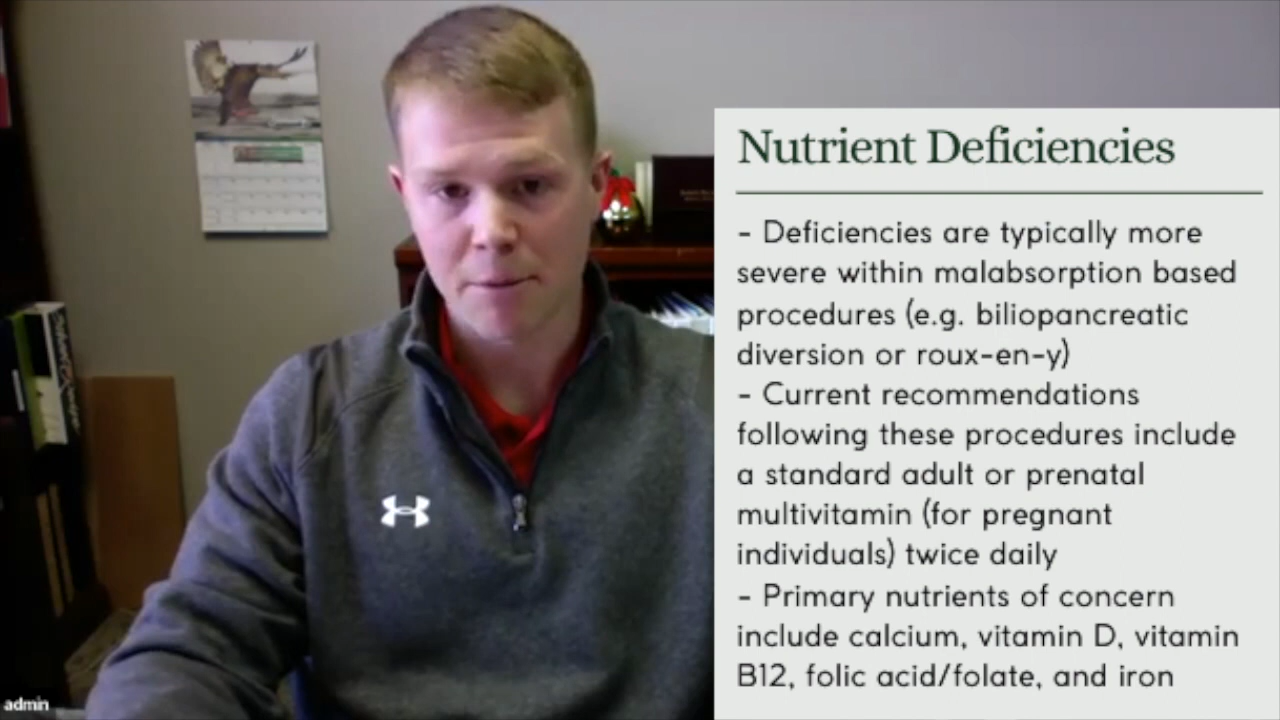 Nutrient Deficiencies
- Deficiencies are typically more
severe within malabsorption based
procedures (e.g. biliopancreatic
diversion or roux-en-y)
- Current recommendations
following these procedures include
a standard adult or prenatal
multivitamin (for pregnant
individuals) twice daily
- Primary nutrients of concern
include calcium, vitamin D, vitamin
B12, folic acid/folate, and iron
admin